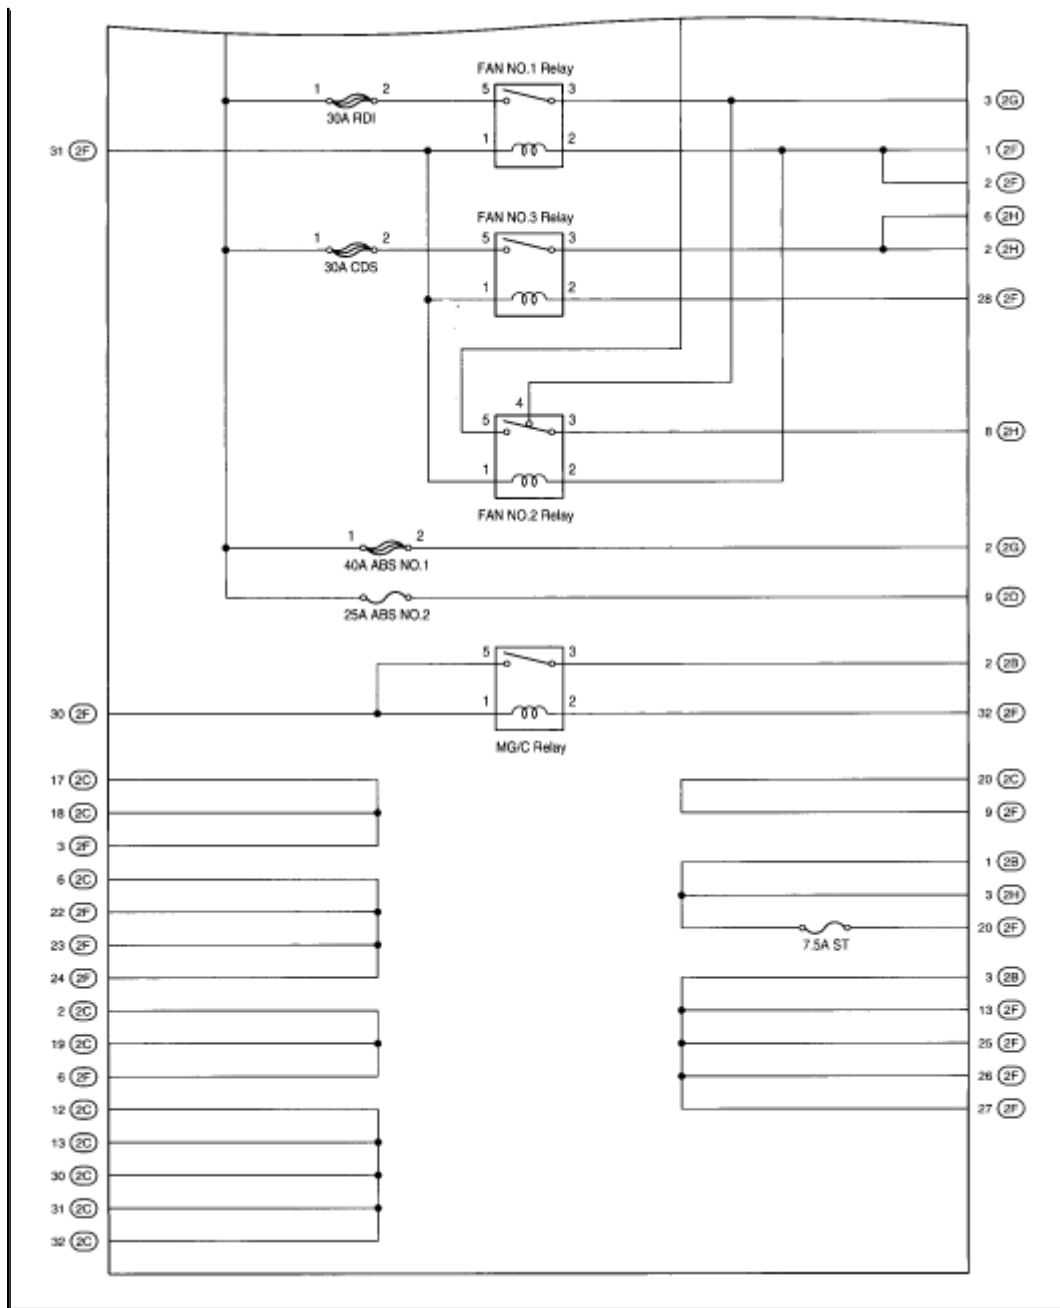 FAN NO.1 Relay
1 2 5 3 3 2G
30A RDI
31 2F 1 2 1 2F
2 2F
FAN NO.3 Relay 6 2H
1 2 5 3 2 2H
30A CDS
1 2 28 2F
4
5 3 8 2H
1 2
FAN NO.2 Relay
1 2 2 2G
40A ABS NO.1
9 2D
25A ABS NO.2
5 3 2 2B
30 2F 1 2 32 2F
MG/C Relay
17 2C 20 2C
18 2C 9 2F
3 2F
1 2B
6 2C
3 2H
22 2F
20 2F
23 2F 7.5A ST
24 2F 3 2B
2 2C 13 2F
19 2C 25 2F
6 2F 26 2F
12 2C 27 2F
13 2C
30 2C
31 2C
32 2C